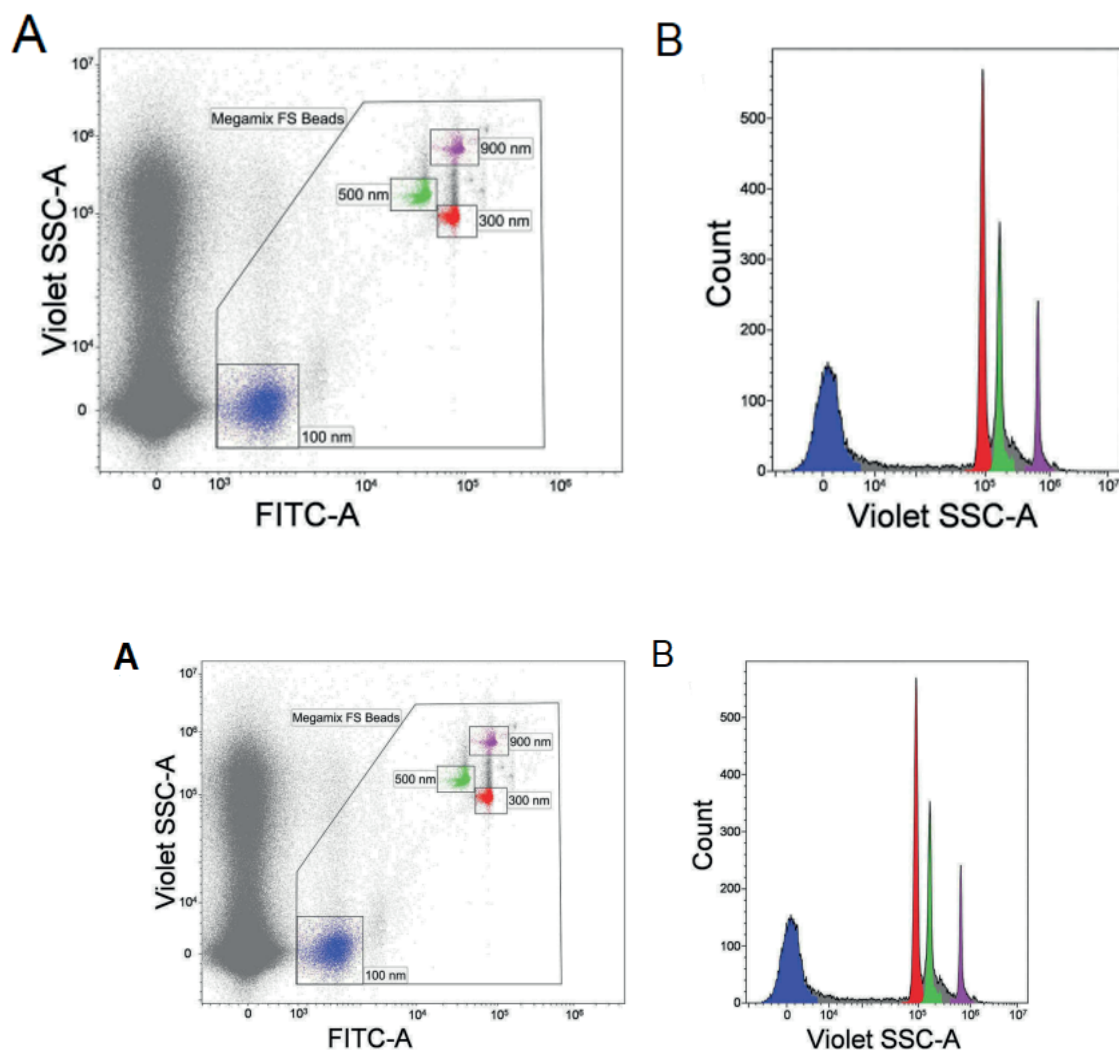 A
B
10⁷
10⁶
10⁵
10⁴
0
Violet SSC-A
Megamix FS Beads
900 nm
500 nm
300 nm
100 nm
0
10³
10⁴
10⁵
10⁶
FITC-A
500
400
300
200
100
0
Count
0
10⁴
10⁵
10⁶
10⁷
Violet SSC-A
A
B
10⁷
10⁶
10⁵
10⁴
0
Violet SSC-A
Megamix FS Beads
900 nm
500 nm
300 nm
100 nm
0
10³
10⁴
10⁵
10⁶
FITC-A
500
400
300
200
100
0
Count
0
10⁴
10⁵
10⁶
10⁷
Violet SSC-A